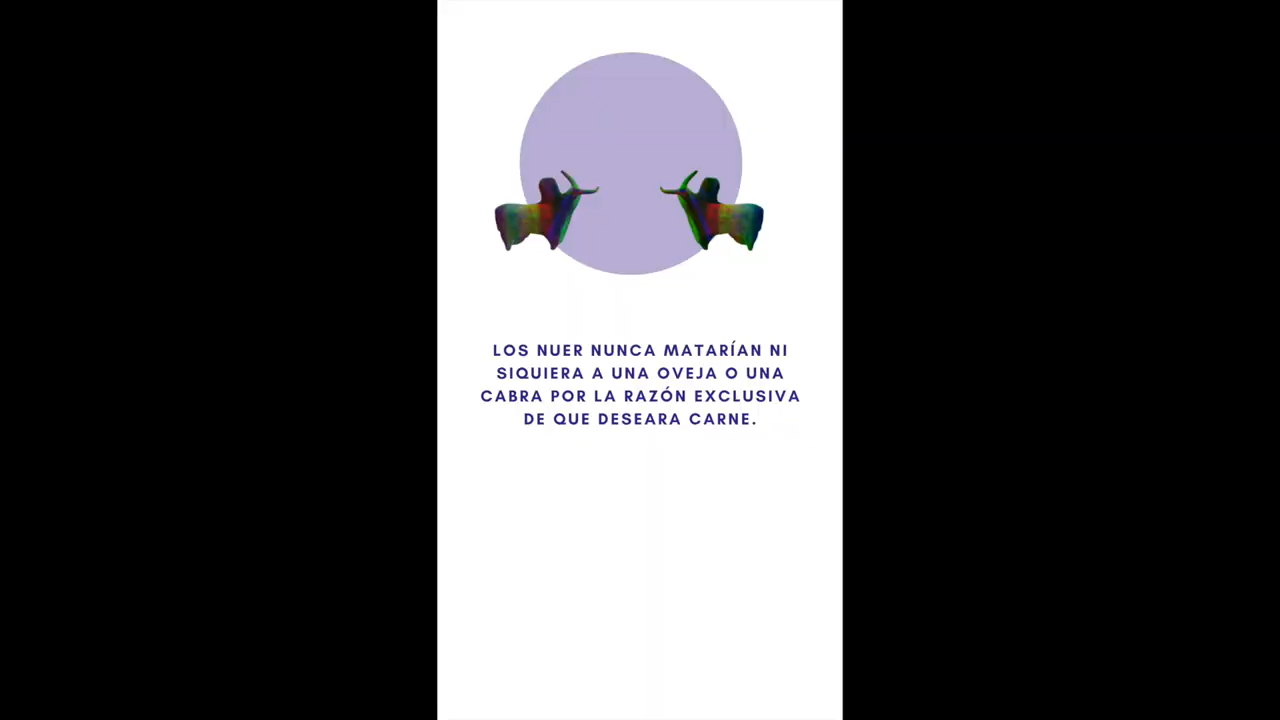 LOS NUER NUNCA MATARÍAN NI
SIQUIERA A UNA OVEJA O UNA
CABRA POR LA RAZÓN EXCLUSIVA
DE QUE DESEARA CARNE.